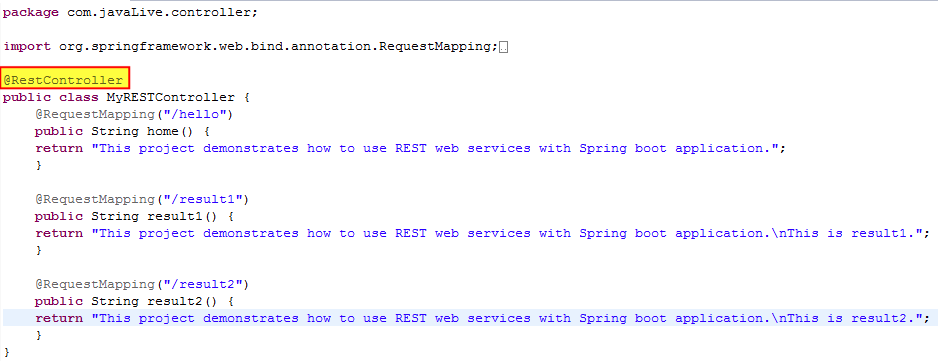 package com.javaLive.controller;
import org.springframework.web.bind.annotation.RequestMapping;
@RestController
public class MyRESTController {
@RequestMapping("/hello")
public String home() {
return "This project demonstrates how to use REST web services with Spring boot application.";
}
@RequestMapping("/result1")
public String result1() {
return "This project demonstrates how to use REST web services with Spring boot application.\nThis is result1.";
}
@RequestMapping("/result2")
public String result2() {
return "This project demonstrates how to use REST web services with Spring boot application.\nThis is result2.";
}
}